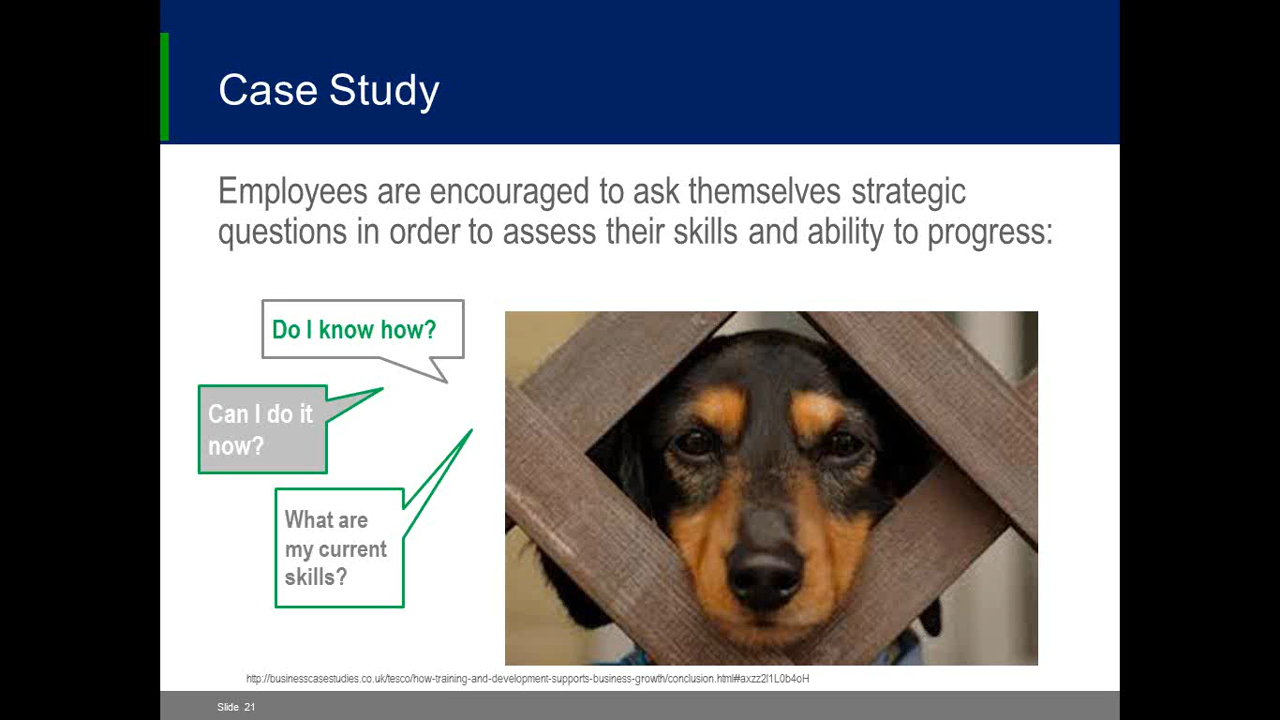 Case Study
Employees are encouraged to ask themselves strategic
questions in order to assess their skills and ability to progress:
Do I know how?
Can I do it
now?
What are
my current
skills?
http://businesscasestudies.co.uk/tesco/how-training-and-development-supports-business-growth/conclusion.html#axzz2I1L0b4oH
Slide 21